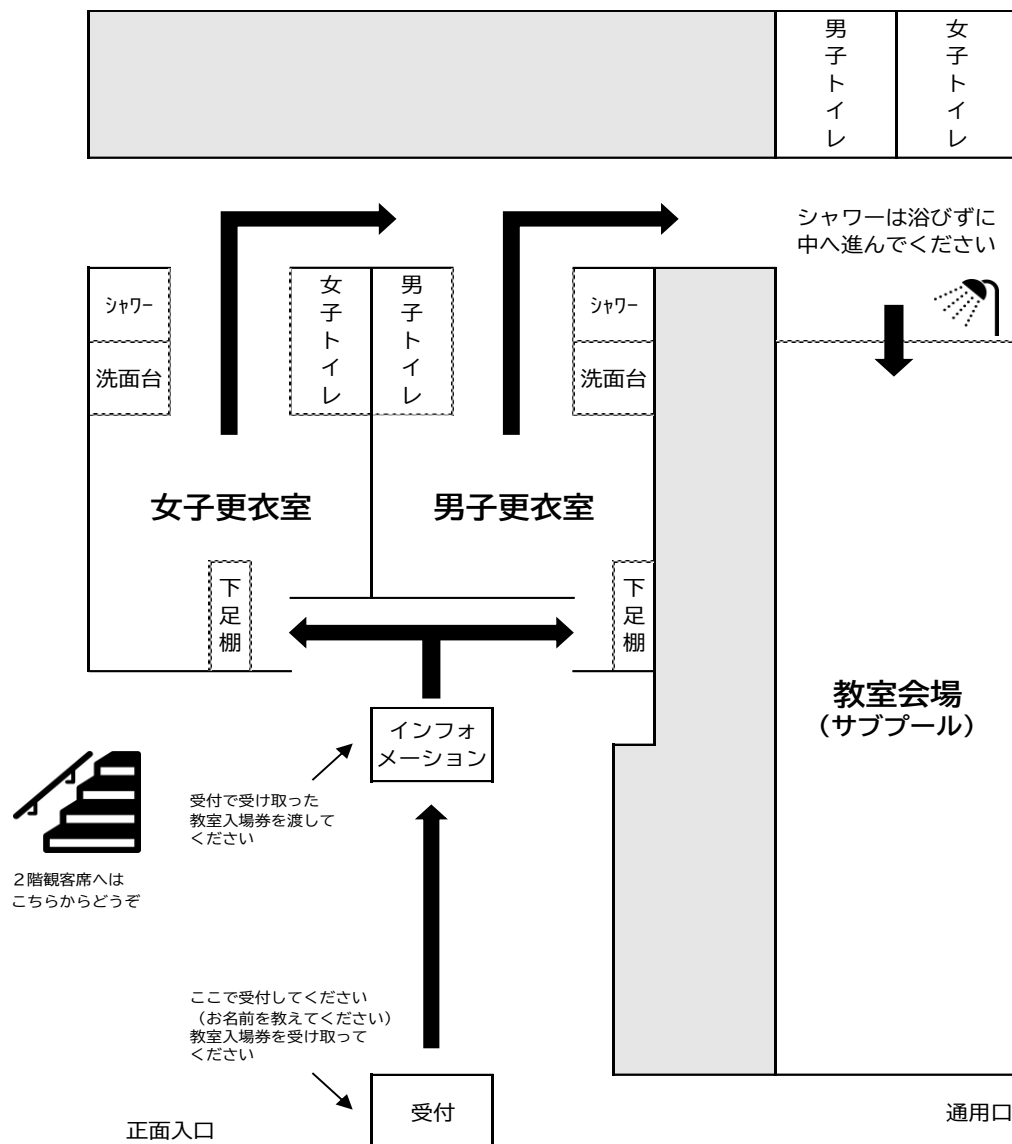 男子トイレ
女子トイレ
シャワーは浴びずに
中へ進んでください
シャワー
女子トイレ
男子トイレ
シャワー
洗面台
洗面台
女子更衣室
男子更衣室
下足棚
下足棚
教室会場
（サブプール）
インフォ
メーション
受付で受け取った
教室入場券を渡して
ください
２階観客席へは
こちらからどうぞ
ここで受付してください
（お名前を教えてください）
教室入場券を受け取って
ください
受付
通用口
正面入口